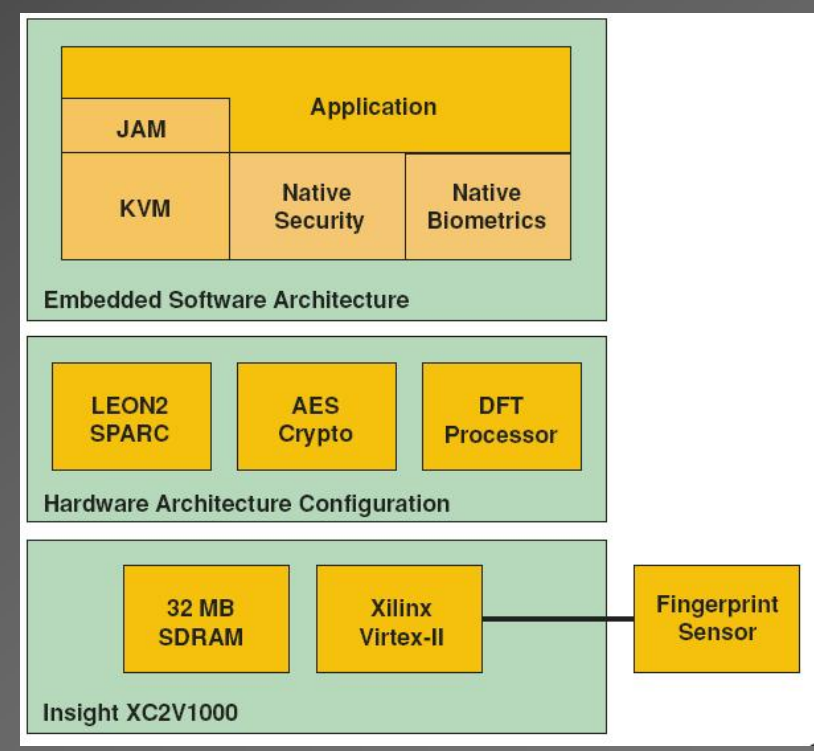 Application
JAM
KVM
Native
Security
Native
Biometrics
Embedded Software Architecture
LEON2
SPARC
AES
Crypto
DFT
Processor
Hardware Architecture Configuration
32 MB
SDRAM
Xilinx
Virtex-II
Fingerprint
Sensor
Insight XC2V1000